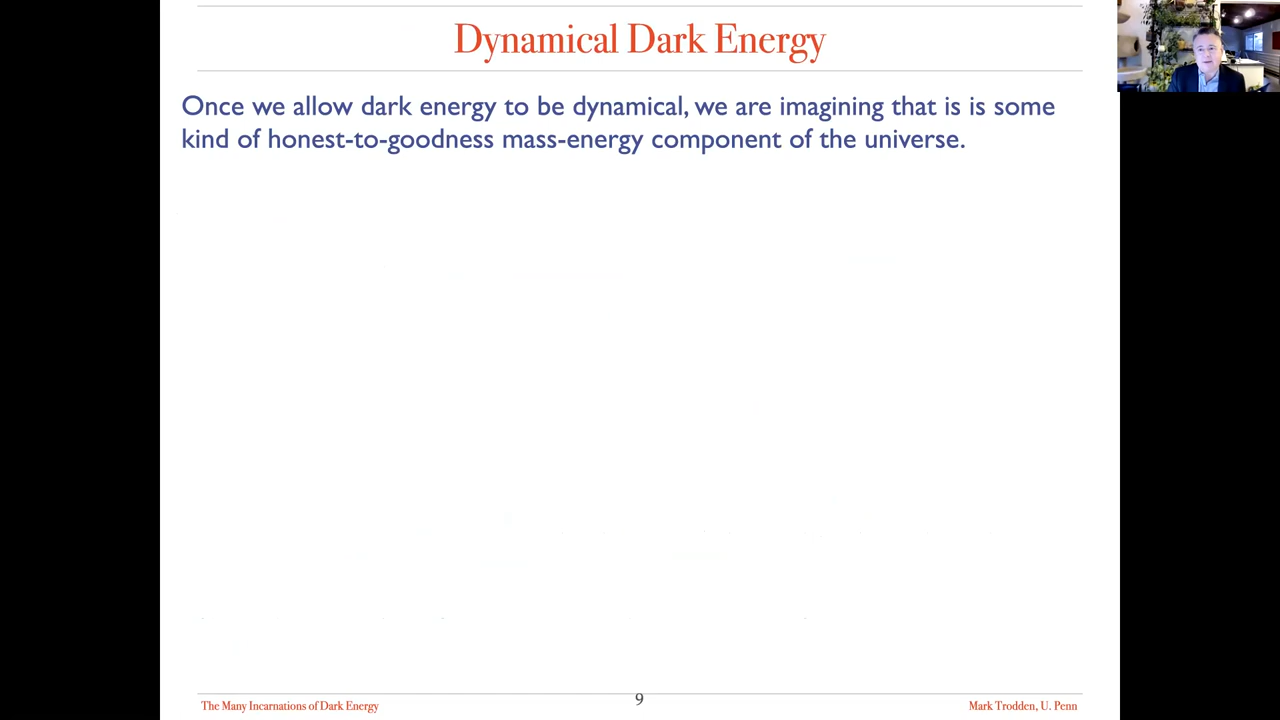 Dynamical Dark Energy
Once we allow dark energy to be dynamical, we are imagining that is is some
kind of honest-to-goodness mass-energy component of the universe.
The Many Incarnations of Dark Energy
9
Mark Trodden, U. Penn